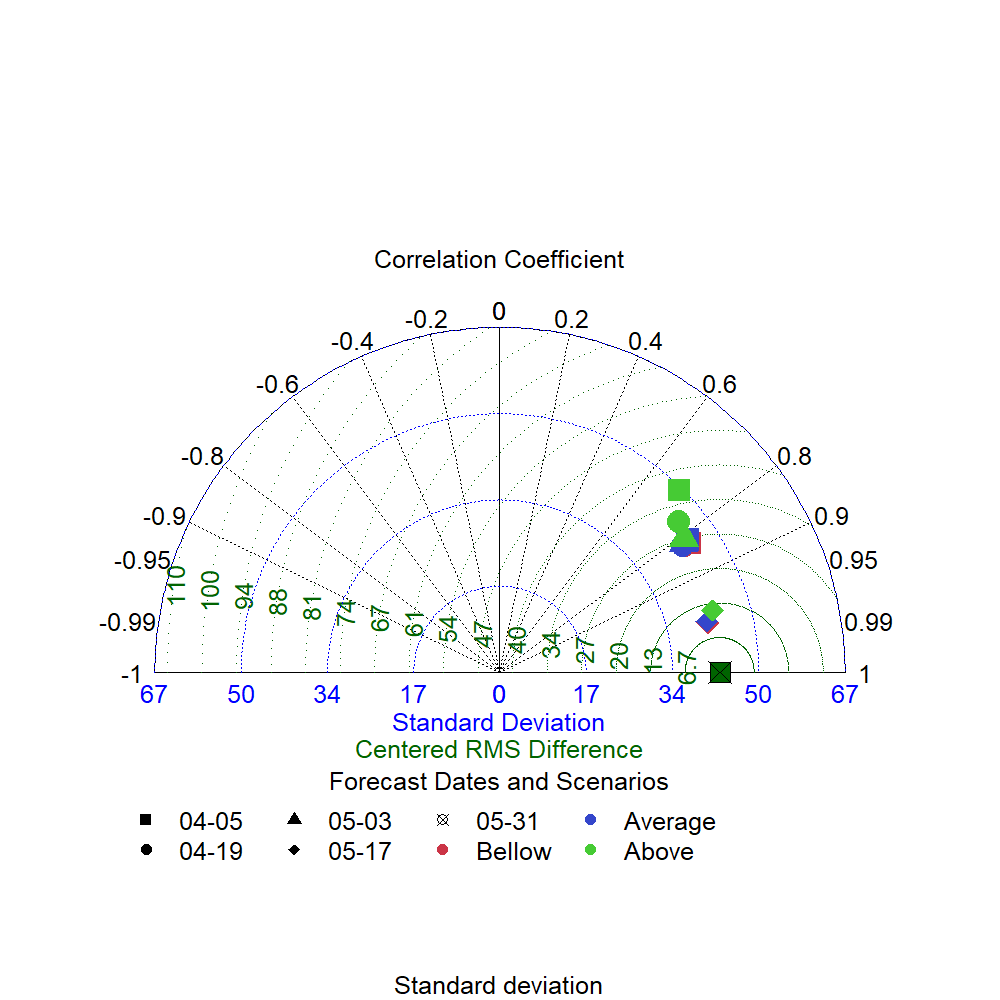 Correlation Coefficient
0
-0.2 0.2
-0.4 0.4
-0.6 0.6
-0.8 0.8
-0.9 0.9
-0.95 0.95
-0.99 0.99
-1 1
110 100 94 88 81 74 67 61 54 47 40 34 27 20 13 6.7
67 50 34 17 0 17 34 50 67
Standard Deviation
Centered RMS Difference
Forecast Dates and Scenarios
04-05 05-03 05-31 Average
04-19 05-17 Bellow Above
Standard deviation